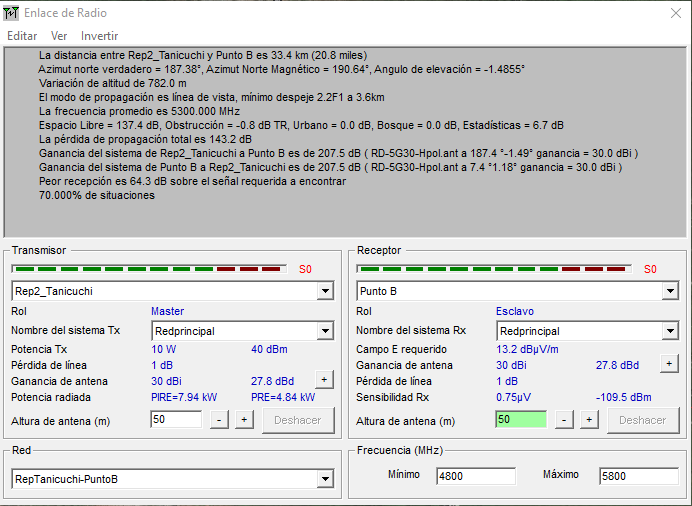 Enlace de Radio
Editar Ver Invertir
La distancia entre Rep2_Tanicuchi y Punto B es 33.4 km (20.8 miles)
Azimut norte verdadero = 187.38°, Azimut Norte Magnético = 190.64°, Angulo de elevación = -1.4855°
Variación de altitud de 782.0 m
El modo de propagación es línea de vista, mínimo despeje 2.2F1 a 3.6km
La frecuencia promedio es 5300.000 MHz
Espacio Libre = 137.4 dB, Obstrucción = -0.8 dB TR, Urbano = 0.0 dB, Bosque = 0.0 dB, Estadísticas = 6.7 dB
La pérdida de propagación total es 143.2 dB
Ganancia del sistema de Rep2_Tanicuchi a Punto B es de 207.5 dB ( RD-5G30-Hpol.ant a 187.4 °-1.49° ganancia = 30.0 dBi )
Ganancia del sistema de Punto B a Rep2_Tanicuchi es de 207.5 dB ( RD-5G30-Hpol.ant a 7.4 °1.18° ganancia = 30.0 dBi )
Peor recepción es 64.3 dB sobre el señal requerida a encontrar
70.000% de situaciones
Transmisor
S0
Rep2_Tanicuchi
Rol Master
Nombre del sistema Tx Redprincipal
Potencia Tx 10 W 40 dBm
Pérdida de línea 1 dB
Ganancia de antena 30 dBi 27.8 dBd +
Potencia radiada PIRE=7.94 kW PRE=4.84 kW
Altura de antena (m) 50 - + Deshacer
Receptor
S0
Punto B
Rol Esclavo
Nombre del sistema Rx Redprincipal
Campo E requerido 13.2 dBµV/m
Ganancia de antena 30 dBi 27.8 dBd +
Pérdida de línea 1 dB
Sensibilidad Rx 0.75µV -109.5 dBm
Altura de antena (m) 50 - + Deshacer
Red
RepTanicuchi-PuntoB
Frecuencia (MHz)
Mínimo 4800 Máximo 5800